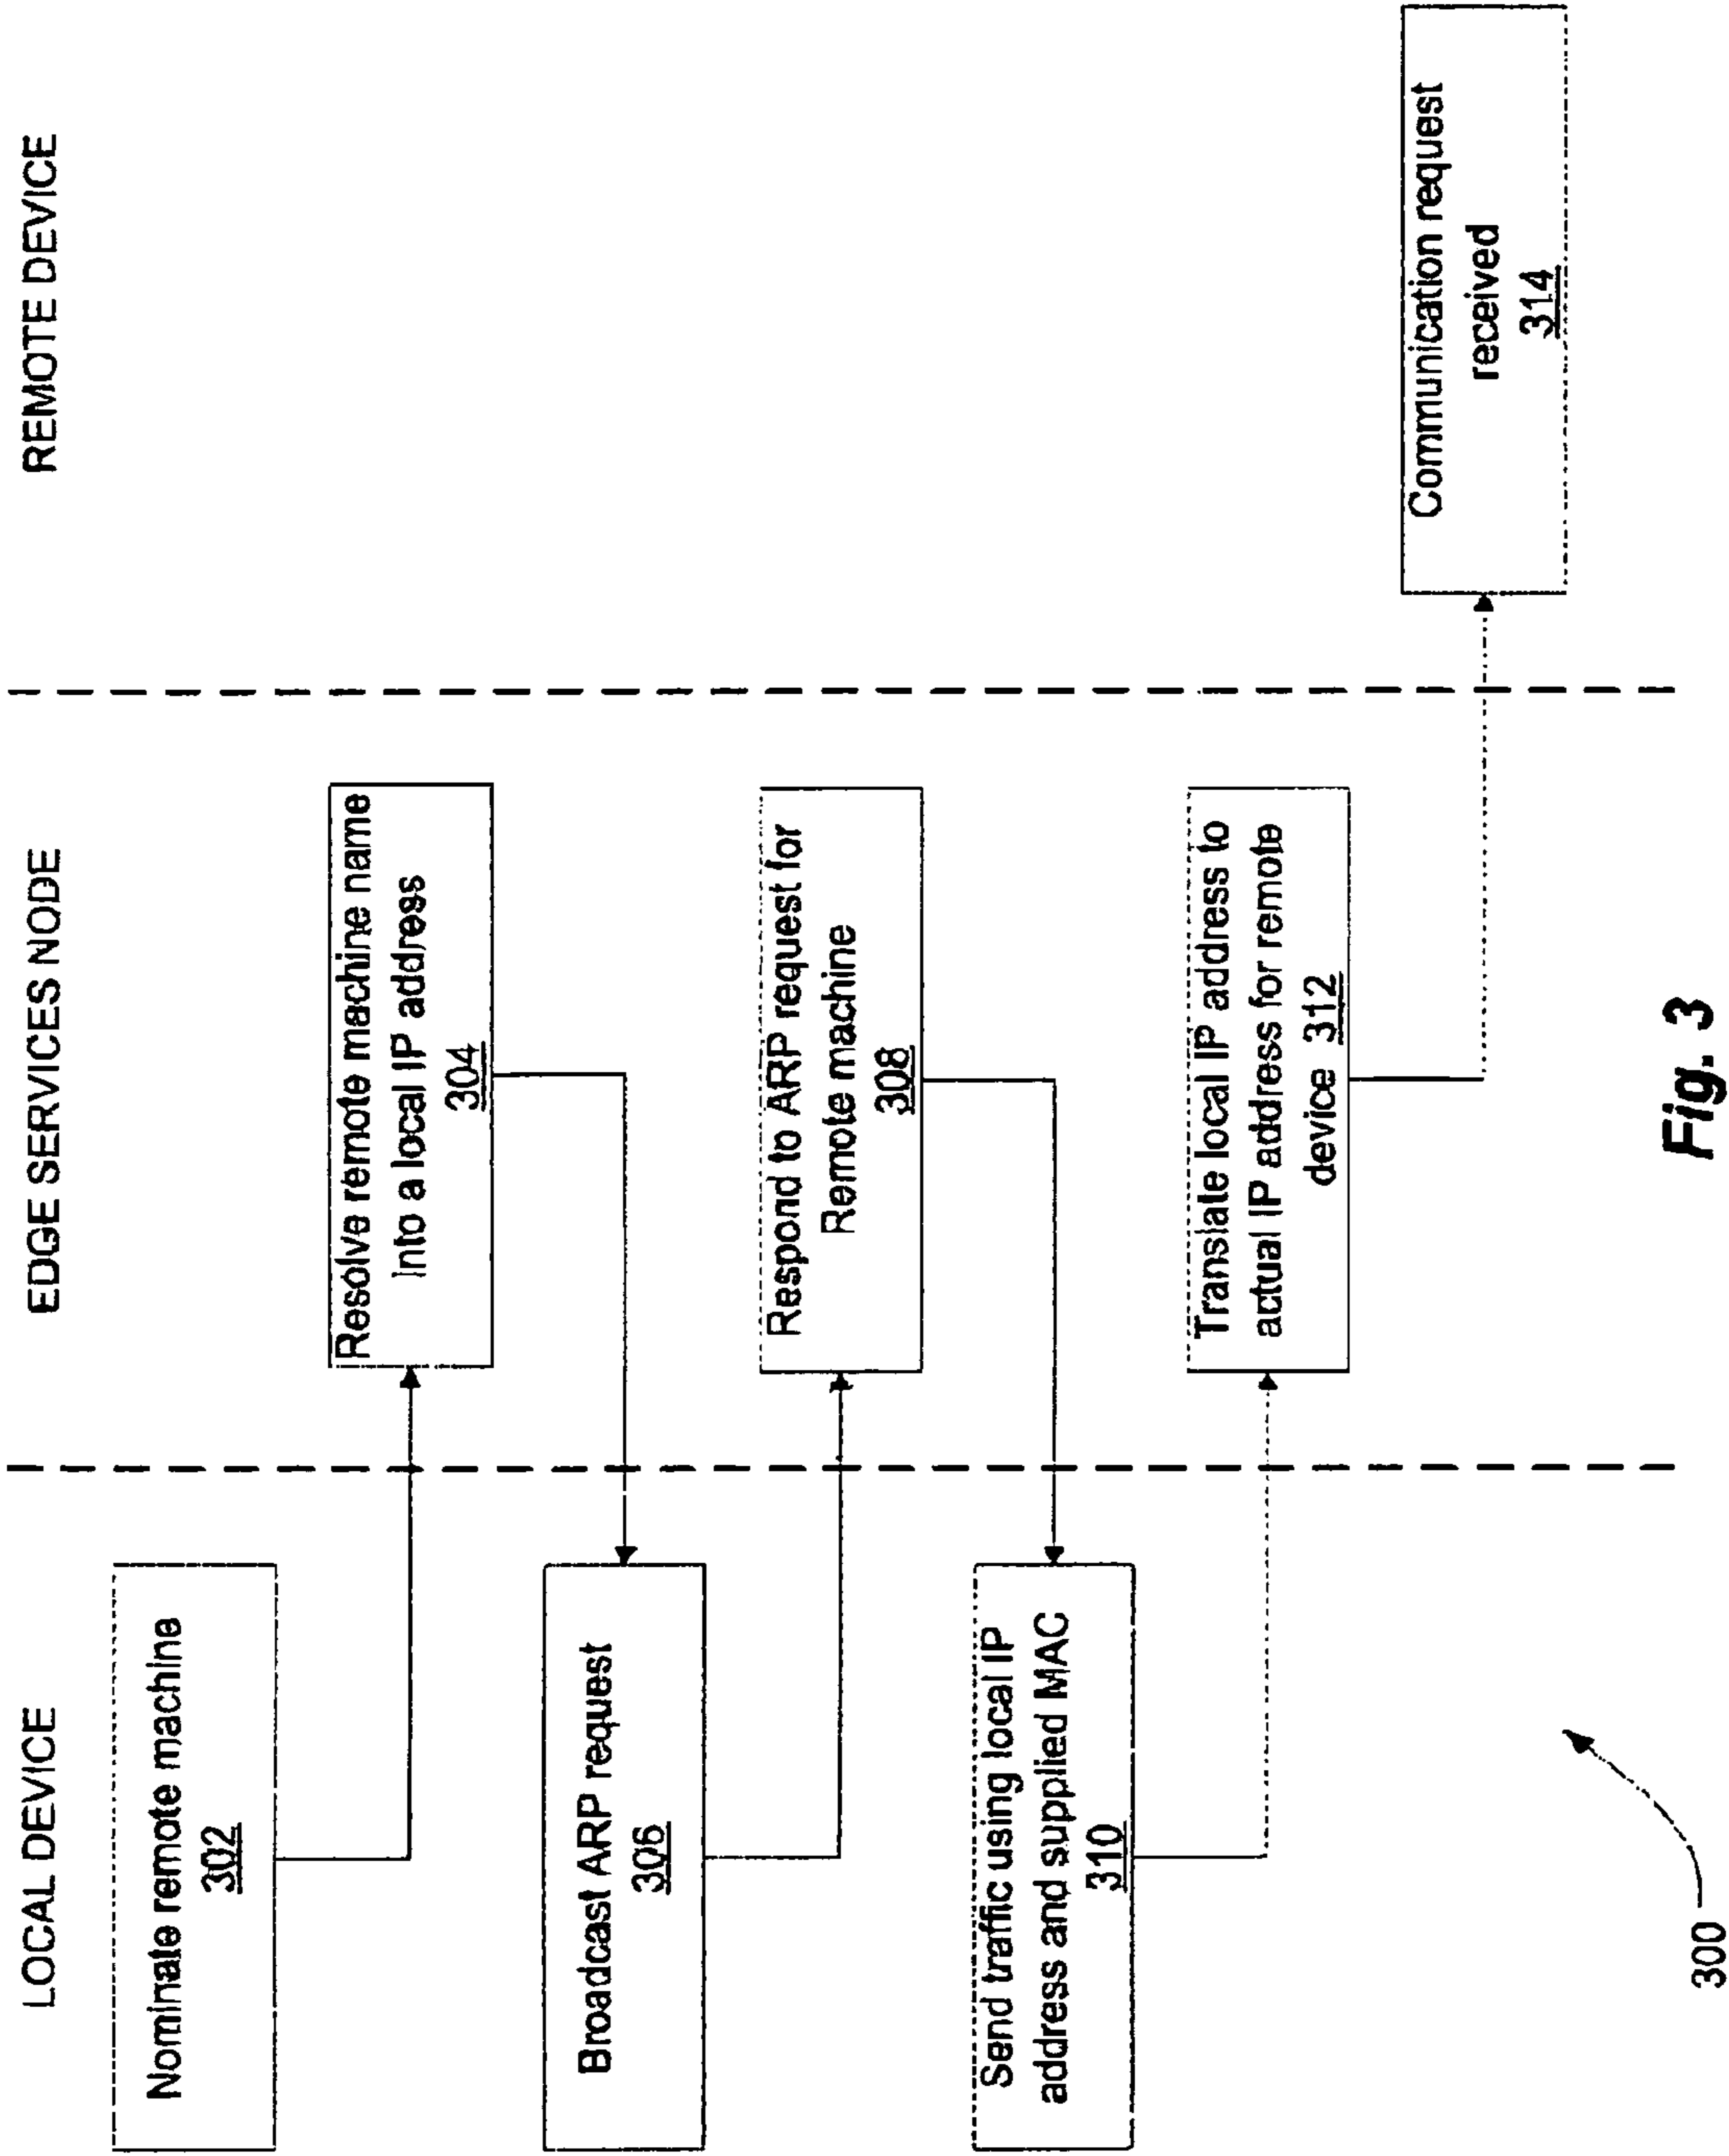 LOCAL DEVICE
EDGE SERVICES NODE
REMOTE DEVICE
Nominate remote machine
302
Resolve remote machine name
into a local IP address
304
Broadcast ARP request
306
Respond to ARP request for
Remote machine
308
Send traffic using local IP
address and supplied MAC
310
Translate local IP address to
actual IP address for remote
device 312
Communication request
received
314
300
Fig. 3